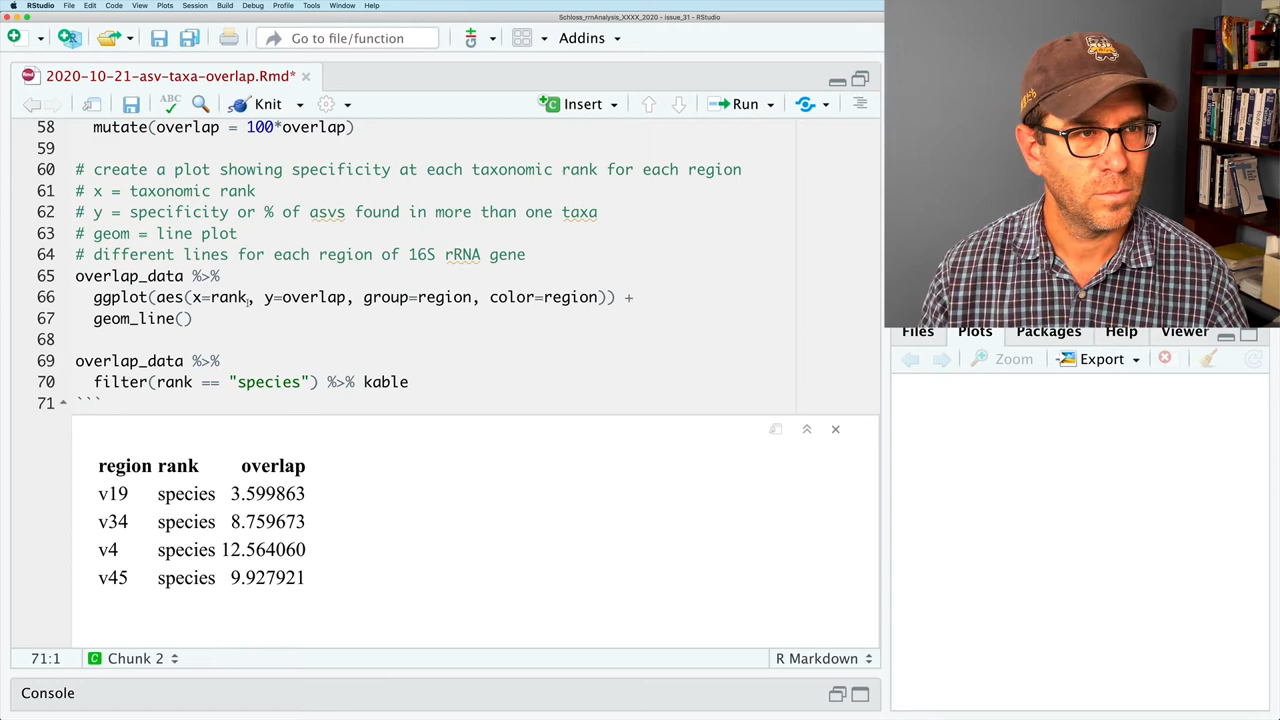 RStudio File Edit Code View Plots Session Build Debug Profile Tools Window Help
Schloss_rrnAnalysis_XXXX_2020 - issue_31 - RStudio
Go to file/function Addins
2020-10-21-asv-taxa-overlap.Rmd*
ABC Knit Insert Run
58 mutate(overlap = 100*overlap)
59
60 # create a plot showing specificity at each taxonomic rank for each region
61 # x = taxonomic rank
62 # y = specificity or % of asvs found in more than one taxa
63 # geom = line plot
64 # different lines for each region of 16S rRNA gene
65 overlap_data %>%
66 ggplot(aes(x=rank, y=overlap, group=region, color=region)) +
67 geom_line()
68
69 overlap_data %>%
70 filter(rank == "species") %>% kable
71 ```
region rank overlap
v19 species 3.599863
v34 species 8.759673
v4 species 12.564060
v45 species 9.927921
71:1 Chunk 2 R Markdown
Console
Files Plots Packages Help Viewer
Zoom Export